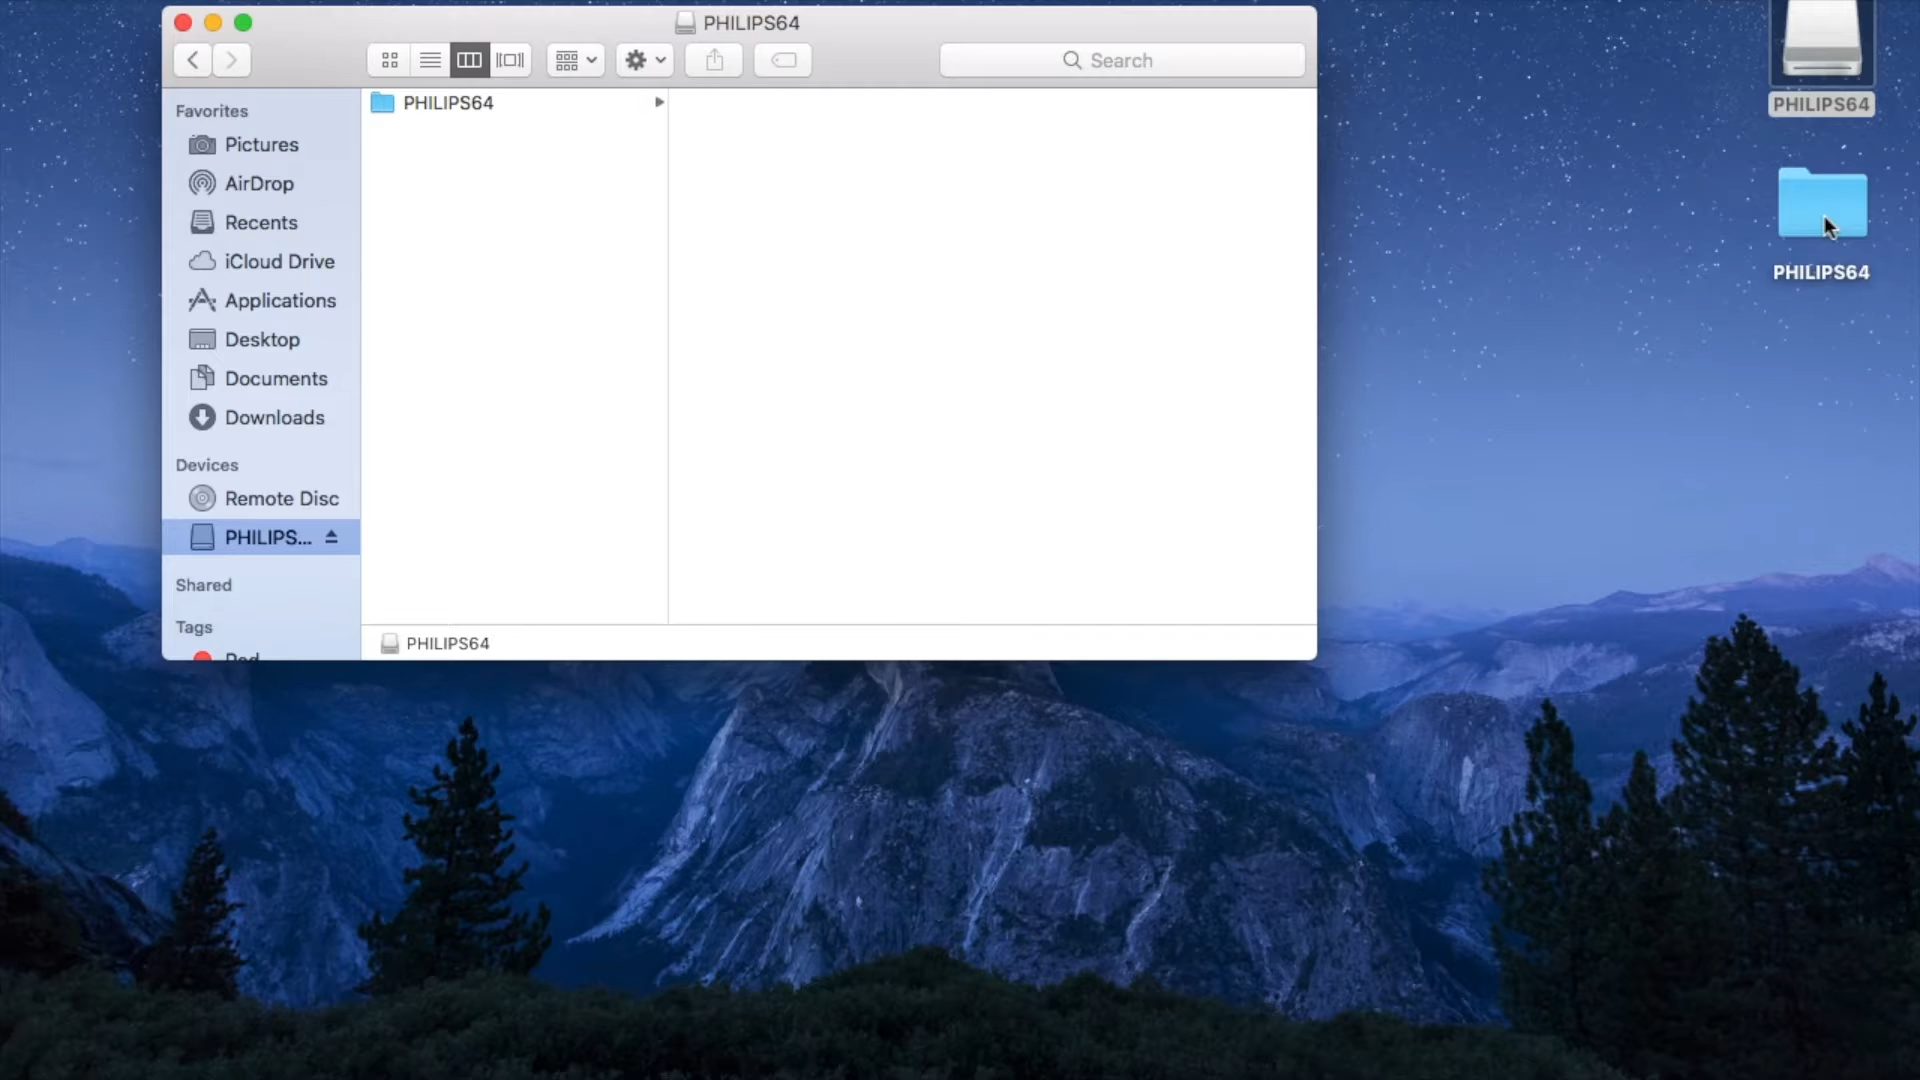 PHILIPS64
Search
Favorites
Pictures
AirDrop
Recents
iCloud Drive
Applications
Desktop
Documents
Downloads
Devices
Remote Disc
PHILIPS...
Shared
Tags
Red
PHILIPS64
PHILIPS64
PHILIPS64
PHILIPS64